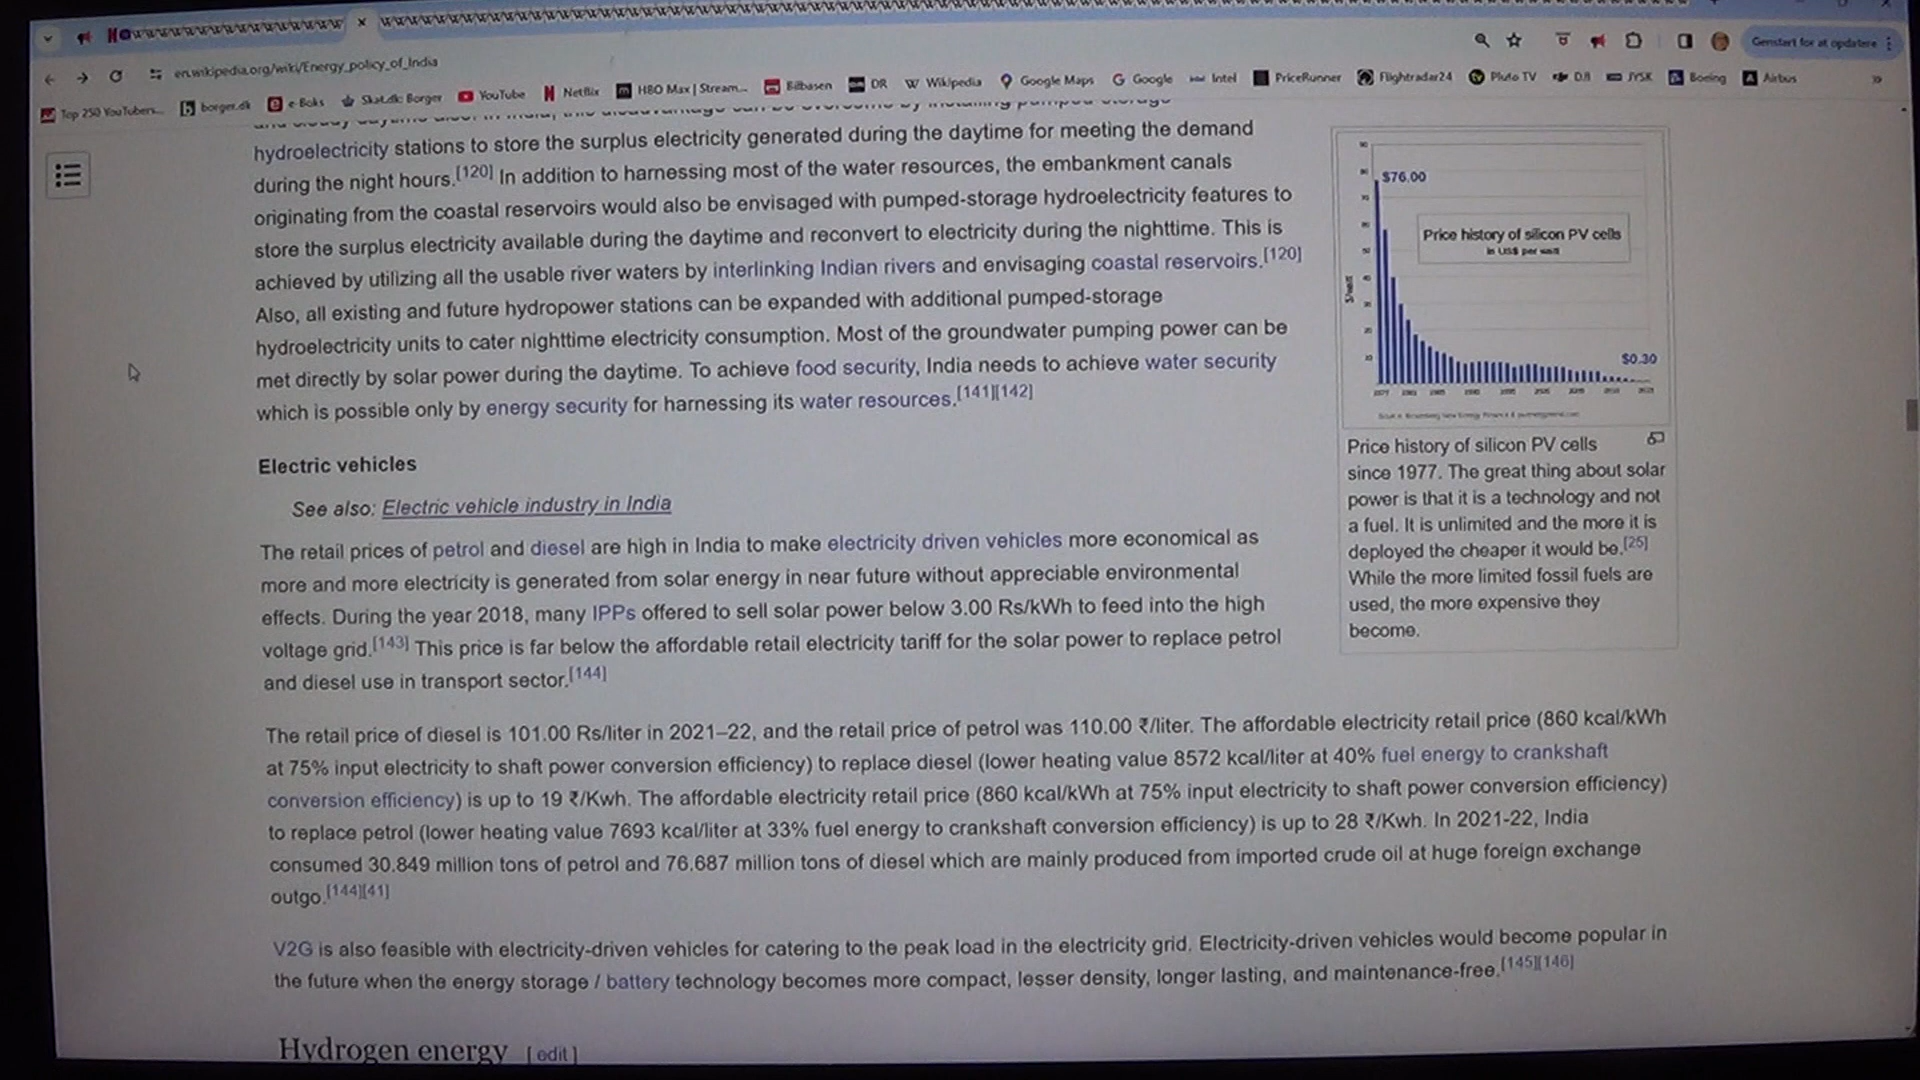 en.wikipedia.org/wiki/Energy_policy_of_India
Genstart for at opdatere
Top 250 YouTubers...
borger.dk
e-Boks
Skat.dk: Borger
YouTube
Netflix
HBO Max | Stream...
Bilbasen
DR
Wikipedia
Google Maps
Google
Intel
PriceRunner
Flightradar24
Pluto TV
DJI
JYSK
Boeing
Airbus
hydroelectricity stations to store the surplus electricity generated during the daytime for meeting the demand
during the night hours.[120] In addition to harnessing most of the water resources, the embankment canals
originating from the coastal reservoirs would also be envisaged with pumped-storage hydroelectricity features to
store the surplus electricity available during the daytime and reconvert to electricity during the nighttime. This is
achieved by utilizing all the usable river waters by interlinking Indian rivers and envisaging coastal reservoirs.[120]
Also, all existing and future hydropower stations can be expanded with additional pumped-storage
hydroelectricity units to cater nighttime electricity consumption. Most of the groundwater pumping power can be
met directly by solar power during the daytime. To achieve food security, India needs to achieve water security
which is possible only by energy security for harnessing its water resources.[141][142]
Electric vehicles
See also: Electric vehicle industry in India
The retail prices of petrol and diesel are high in India to make electricity driven vehicles more economical as
more and more electricity is generated from solar energy in near future without appreciable environmental
effects. During the year 2018, many IPPs offered to sell solar power below 3.00 Rs/kWh to feed into the high
voltage grid.[143] This price is far below the affordable retail electricity tariff for the solar power to replace petrol
and diesel use in transport sector.[144]
The retail price of diesel is 101.00 Rs/liter in 2021–22, and the retail price of petrol was 110.00 ₹/liter. The affordable electricity retail price (860 kcal/kWh
at 75% input electricity to shaft power conversion efficiency) to replace diesel (lower heating value 8572 kcal/liter at 40% fuel energy to crankshaft
conversion efficiency) is up to 19 ₹/Kwh. The affordable electricity retail price (860 kcal/kWh at 75% input electricity to shaft power conversion efficiency)
to replace petrol (lower heating value 7693 kcal/liter at 33% fuel energy to crankshaft conversion efficiency) is up to 28 ₹/Kwh. In 2021-22, India
consumed 30.849 million tons of petrol and 76.687 million tons of diesel which are mainly produced from imported crude oil at huge foreign exchange
outgo.[144][41]
V2G is also feasible with electricity-driven vehicles for catering to the peak load in the electricity grid. Electricity-driven vehicles would become popular in
the future when the energy storage / battery technology becomes more compact, lesser density, longer lasting, and maintenance-free.[145][146]
Hydrogen energy [ edit ]
$76.00
Price history of silicon PV cells
in US$ per watt
$0.30
Price history of silicon PV cells
since 1977. The great thing about solar
power is that it is a technology and not
a fuel. It is unlimited and the more it is
deployed the cheaper it would be.[25]
While the more limited fossil fuels are
used, the more expensive they
become.